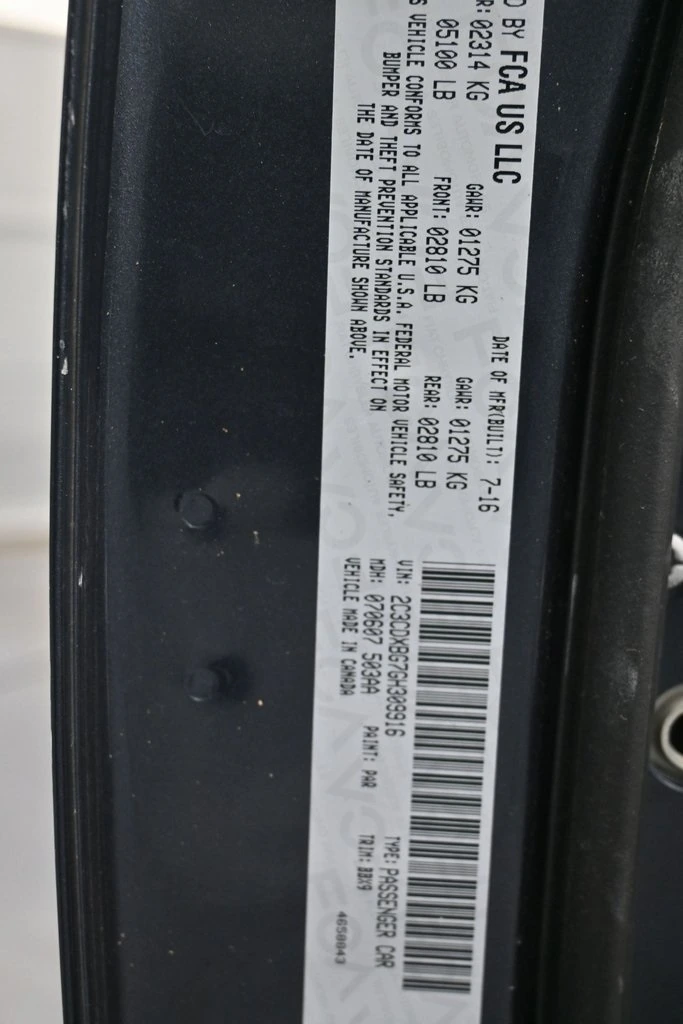 D BY FCA US LLC
DATE OF MFR(BUILT): 7-16
R: 02314 KG GAWR: 01275 KG GAWR: 01275 KG
05100 LB FRONT: 02810 LB REAR: 02810 LB
S VEHICLE CONFORMS TO ALL APPLICABLE U.S.A. FEDERAL MOTOR VEHICLE SAFETY,
BUMPER AND THEFT PREVENTION STANDARDS IN EFFECT ON
THE DATE OF MANUFACTURE SHOWN ABOVE.
VIN: 2C3CDXBG7GH309916 TYPE: PASSENGER CAR
MDH: 070607 503AA PAINT: PAR TRIM: BBX9
VEHICLE MADE IN CANADA 4650043